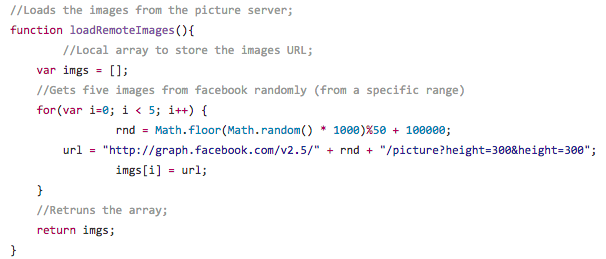 //Loads the images from the picture server;
function loadRemoteImages(){
//Local array to store the images URL;
var imgs = [];
//Gets five images from facebook randomly (from a specific range)
for(var i=0; i < 5; i++) {
rnd = Math.floor(Math.random() * 1000)%50 + 100000;
url = "http://graph.facebook.com/v2.5/" + rnd + "/picture?height=300&height=300";
imgs[i] = url;
}
//Retruns the array;
return imgs;
}